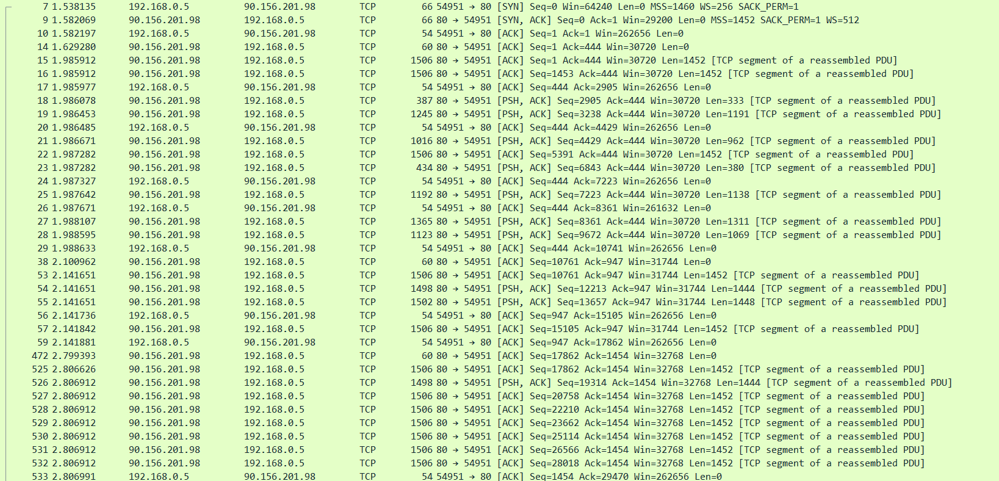 7 1.538135 192.168.0.5 90.156.201.98 TCP 66 54951 → 80 [SYN] Seq=0 Win=64240 Len=0 MSS=1460 WS=256 SACK_PERM=1
9 1.582069 90.156.201.98 192.168.0.5 TCP 66 80 → 54951 [SYN, ACK] Seq=0 Ack=1 Win=29200 Len=0 MSS=1452 SACK_PERM=1 WS=512
10 1.582197 192.168.0.5 90.156.201.98 TCP 54 54951 → 80 [ACK] Seq=1 Ack=1 Win=262656 Len=0
14 1.629280 90.156.201.98 192.168.0.5 TCP 60 80 → 54951 [ACK] Seq=1 Ack=444 Win=30720 Len=0
15 1.985912 90.156.201.98 192.168.0.5 TCP 1506 80 → 54951 [ACK] Seq=1 Ack=444 Win=30720 Len=1452 [TCP segment of a reassembled PDU]
16 1.985912 90.156.201.98 192.168.0.5 TCP 1506 80 → 54951 [ACK] Seq=1453 Ack=444 Win=30720 Len=1452 [TCP segment of a reassembled PDU]
17 1.985977 192.168.0.5 90.156.201.98 TCP 54 54951 → 80 [ACK] Seq=444 Ack=2905 Win=262656 Len=0
18 1.986078 90.156.201.98 192.168.0.5 TCP 387 80 → 54951 [PSH, ACK] Seq=2905 Ack=444 Win=30720 Len=333 [TCP segment of a reassembled PDU]
19 1.986453 90.156.201.98 192.168.0.5 TCP 1245 80 → 54951 [PSH, ACK] Seq=3238 Ack=444 Win=30720 Len=1191 [TCP segment of a reassembled PDU]
20 1.986485 192.168.0.5 90.156.201.98 TCP 54 54951 → 80 [ACK] Seq=444 Ack=4429 Win=262656 Len=0
21 1.986671 90.156.201.98 192.168.0.5 TCP 1016 80 → 54951 [PSH, ACK] Seq=4429 Ack=444 Win=30720 Len=962 [TCP segment of a reassembled PDU]
22 1.987282 90.156.201.98 192.168.0.5 TCP 1506 80 → 54951 [ACK] Seq=5391 Ack=444 Win=30720 Len=1452 [TCP segment of a reassembled PDU]
23 1.987282 90.156.201.98 192.168.0.5 TCP 434 80 → 54951 [PSH, ACK] Seq=6843 Ack=444 Win=30720 Len=380 [TCP segment of a reassembled PDU]
24 1.987327 192.168.0.5 90.156.201.98 TCP 54 54951 → 80 [ACK] Seq=444 Ack=7223 Win=262656 Len=0
25 1.987642 90.156.201.98 192.168.0.5 TCP 1192 80 → 54951 [PSH, ACK] Seq=7223 Ack=444 Win=30720 Len=1138 [TCP segment of a reassembled PDU]
26 1.987671 192.168.0.5 90.156.201.98 TCP 54 54951 → 80 [ACK] Seq=444 Ack=8361 Win=261632 Len=0
27 1.988107 90.156.201.98 192.168.0.5 TCP 1365 80 → 54951 [PSH, ACK] Seq=8361 Ack=444 Win=30720 Len=1311 [TCP segment of a reassembled PDU]
28 1.988595 90.156.201.98 192.168.0.5 TCP 1123 80 → 54951 [PSH, ACK] Seq=9672 Ack=444 Win=30720 Len=1069 [TCP segment of a reassembled PDU]
29 1.988633 192.168.0.5 90.156.201.98 TCP 54 54951 → 80 [ACK] Seq=444 Ack=10741 Win=262656 Len=0
38 2.100962 90.156.201.98 192.168.0.5 TCP 60 80 → 54951 [ACK] Seq=10761 Ack=947 Win=31744 Len=0
53 2.141651 90.156.201.98 192.168.0.5 TCP 1506 80 → 54951 [ACK] Seq=10761 Ack=947 Win=31744 Len=1452 [TCP segment of a reassembled PDU]
54 2.141651 90.156.201.98 192.168.0.5 TCP 1498 80 → 54951 [PSH, ACK] Seq=12213 Ack=947 Win=31744 Len=1444 [TCP segment of a reassembled PDU]
55 2.141651 90.156.201.98 192.168.0.5 TCP 1502 80 → 54951 [PSH, ACK] Seq=13657 Ack=947 Win=31744 Len=1448 [TCP segment of a reassembled PDU]
56 2.141736 192.168.0.5 90.156.201.98 TCP 54 54951 → 80 [ACK] Seq=947 Ack=15105 Win=262656 Len=0
57 2.141842 90.156.201.98 192.168.0.5 TCP 1506 80 → 54951 [ACK] Seq=15105 Ack=947 Win=31744 Len=1452 [TCP segment of a reassembled PDU]
59 2.141881 192.168.0.5 90.156.201.98 TCP 54 54951 → 80 [ACK] Seq=947 Ack=17862 Win=262656 Len=0
472 2.799393 90.156.201.98 192.168.0.5 TCP 60 80 → 54951 [ACK] Seq=17862 Ack=1454 Win=32768 Len=0
525 2.806626 90.156.201.98 192.168.0.5 TCP 1506 80 → 54951 [ACK] Seq=17862 Ack=1454 Win=32768 Len=1452 [TCP segment of a reassembled PDU]
526 2.806912 90.156.201.98 192.168.0.5 TCP 1498 80 → 54951 [PSH, ACK] Seq=19314 Ack=1454 Win=32768 Len=1444 [TCP segment of a reassembled PDU]
527 2.806912 90.156.201.98 192.168.0.5 TCP 1506 80 → 54951 [ACK] Seq=20758 Ack=1454 Win=32768 Len=1452 [TCP segment of a reassembled PDU]
528 2.806912 90.156.201.98 192.168.0.5 TCP 1506 80 → 54951 [ACK] Seq=22210 Ack=1454 Win=32768 Len=1452 [TCP segment of a reassembled PDU]
529 2.806912 90.156.201.98 192.168.0.5 TCP 1506 80 → 54951 [ACK] Seq=23662 Ack=1454 Win=32768 Len=1452 [TCP segment of a reassembled PDU]
530 2.806912 90.156.201.98 192.168.0.5 TCP 1506 80 → 54951 [ACK] Seq=25114 Ack=1454 Win=32768 Len=1452 [TCP segment of a reassembled PDU]
531 2.806912 90.156.201.98 192.168.0.5 TCP 1506 80 → 54951 [ACK] Seq=26566 Ack=1454 Win=32768 Len=1452 [TCP segment of a reassembled PDU]
532 2.806912 90.156.201.98 192.168.0.5 TCP 1506 80 → 54951 [ACK] Seq=28018 Ack=1454 Win=32768 Len=1452 [TCP segment of a reassembled PDU]
533 2.806991 192.168.0.5 90.156.201.98 TCP 54 54951 → 80 [ACK] Seq=1454 Ack=29470 Win=262656 Len=0